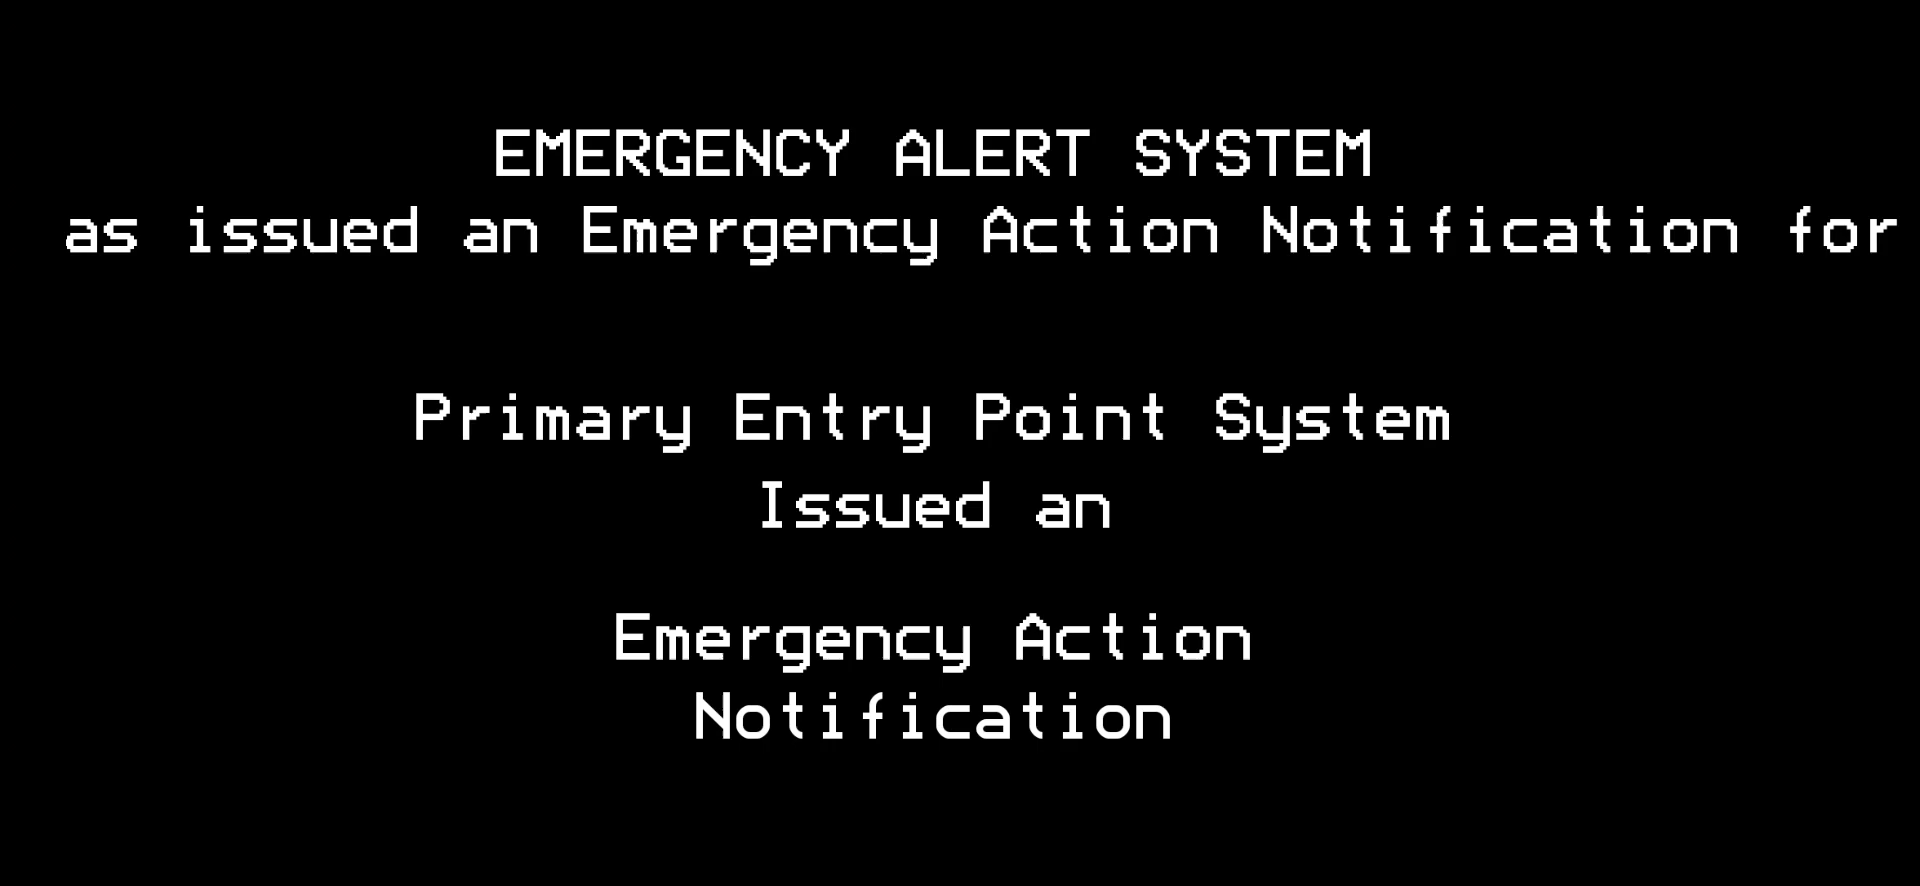 EMERGENCY ALERT SYSTEM
as issued an Emergency Action Notification for
Primary Entry Point System
Issued an
Emergency Action
Notification